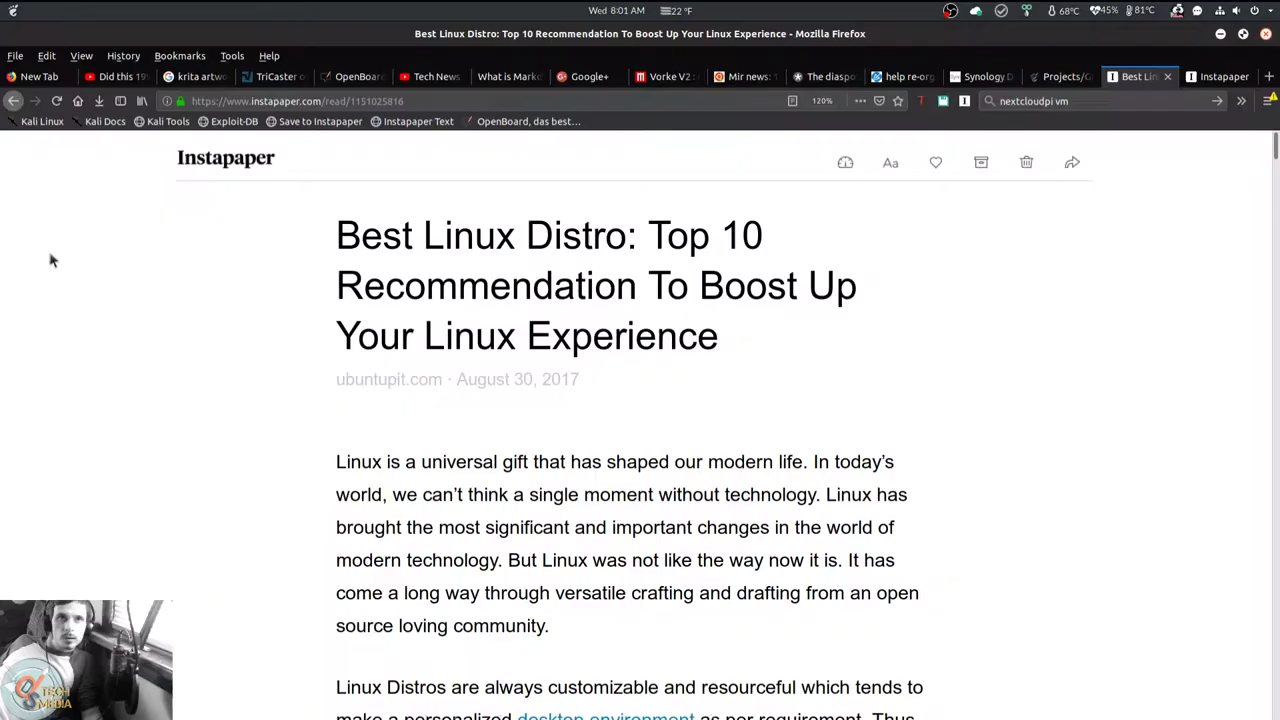 Wed 8:01 AM 22 °F 68°C 45% 81°C
Best Linux Distro: Top 10 Recommendation To Boost Up Your Linux Experience - Mozilla Firefox
File Edit View History Bookmarks Tools Help
New Tab Did this 19 krita artwo TriCaster o OpenBoar Tech News What is Mark Google+ Vorke V2 : Mir news: 1 The diaspo help re-org Synology D Projects/G Best Lin Instapaper
https://www.instapaper.com/read/1151025816 120% nextcloudpi vm
Kali Linux Kali Docs Kali Tools Exploit-DB Save to Instapaper Instapaper Text OpenBoard, das best...
Instapaper Aa
Best Linux Distro: Top 10
Recommendation To Boost Up
Your Linux Experience
ubuntupit.com · August 30, 2017
Linux is a universal gift that has shaped our modern life. In today’s
world, we can’t think a single moment without technology. Linux has
brought the most significant and important changes in the world of
modern technology. But Linux was not like the way now it is. It has
come a long way through versatile crafting and drafting from an open
source loving community.
Linux Distros are always customizable and resourceful which tends to
make a personalized desktop environment as per requirement. Thus
TECH
MEDIA